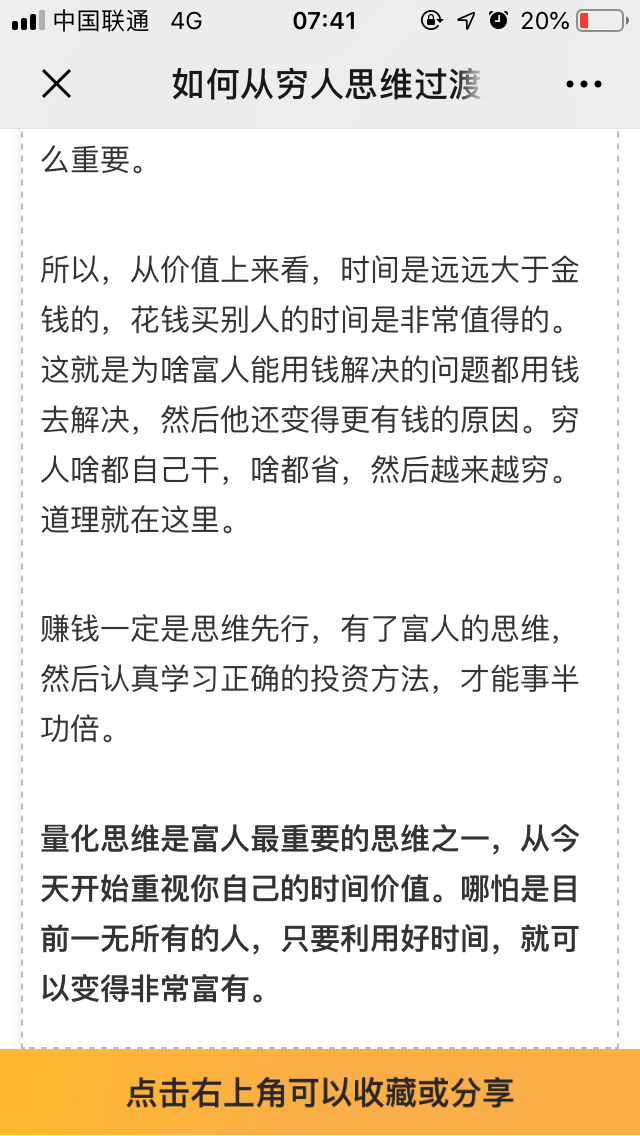 中国联通 4G 07:41 20%
如何从穷人思维过渡
么重要。
所以，从价值上来看，时间是远远大于金
钱的，花钱买别人的时间是非常值得的。
这就是为啥富人能用钱解决的问题都用钱
去解决，然后他还变得更有钱的原因。穷
人啥都自己干，啥都省，然后越来越穷。
道理就在这里。
赚钱一定是思维先行，有了富人的思维，
然后认真学习正确的投资方法，才能事半
功倍。
量化思维是富人最重要的思维之一，从今
天开始重视你自己的时间价值。哪怕是目
前一无所有的人，只要利用好时间，就可
以变得非常富有。
点击右上角可以收藏或分享